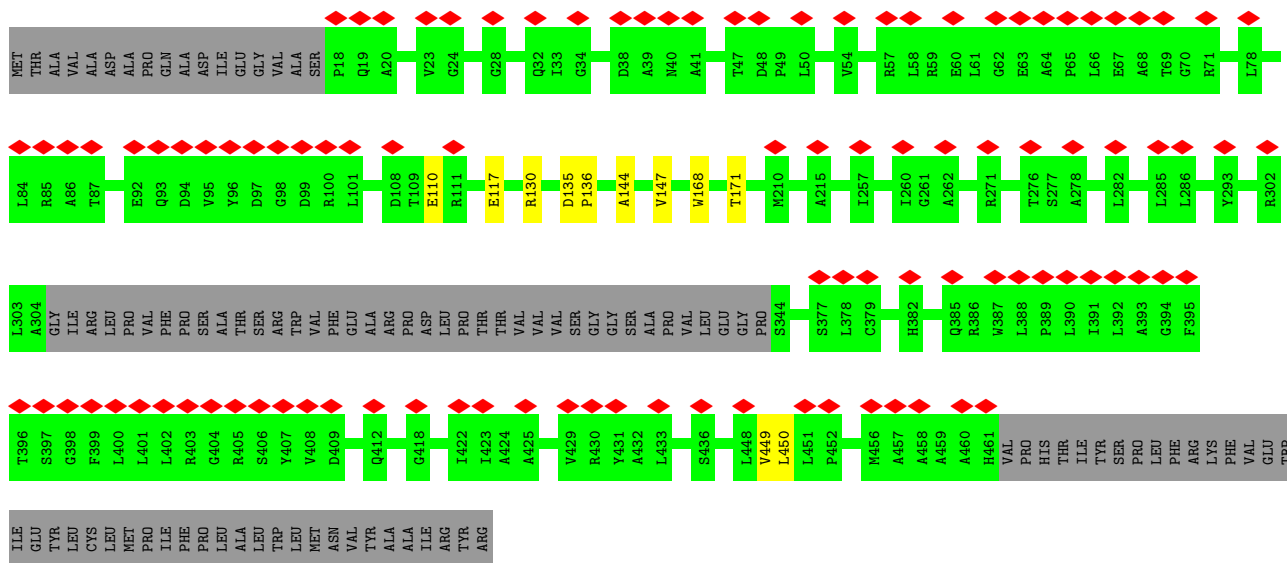 MET THR ALA VAL ALA ASP ALA PRO GLN ALA ASP ILE GLU GLY VAL ALA SER P18 Q19 A20 V23 G24 G28 Q32 I33 G34 D38 A39 N40 A41 T47 D48 P49 L50 V54 R57 L58 R59 E60 L61 G62 E63 A64 P65 L66 E67 A68 T69 G70 R71 L78
L84 R85 A86 T87 E92 Q93 D94 V95 Y96 D97 G98 D99 R100 L101 D108 T109 E110 R111 E117 R130 D135 P136 A144 V147 W168 T171 M210 A215 I257 I260 G261 A262 R271 T276 S277 A278 L282 L285 L286 Y293 R302
L303 A304 GLY ILE ARG LEU PRO VAL PHE PRO SER ALA THR SER ARG TRP VAL PHE GLU ALA ARG PRO ASP LEU PRO THR THR VAL VAL VAL SER GLY GLY SER ALA PRO VAL LEU GLU GLY PRO S344 S377 L378 C379 H382 Q385 R386 W387 L388 P389 L390 I391 L392 A393 G394 F395
T396 S397 G398 F399 L400 L401 L402 R403 G404 R405 S406 Y407 V408 D409 Q412 G418 I422 I423 A424 A425 V429 R430 Y431 A432 L433 S436 L448 V449 L450 L451 P452 M456 A457 A458 A459 A460 H461 VAL PRO HIS THR ILE TYR SER PRO LEU PHE ARG LYS PHE VAL GLU TRP
ILE GLU TYR LEU CYS LEU MET PRO ILE PHE PRO LEU ALA LEU TRP LEU MET ASN VAL TYR ALA ALA ILE ARG TYR ARG